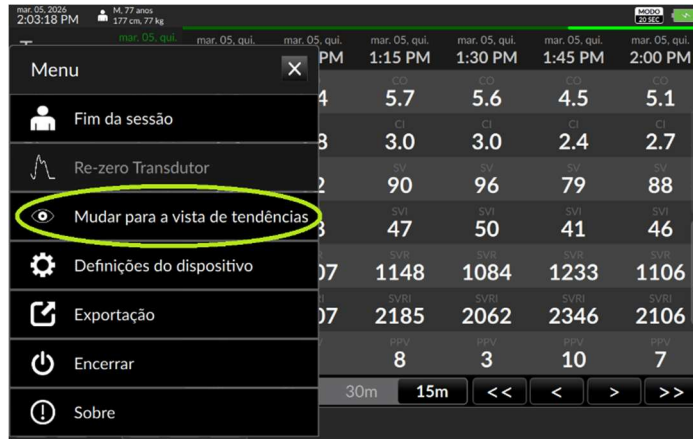 mar. 05, 2026
2:03:18 PM
M, 77 anos
177 cm, 77 kg
MODO
20 SEC
mar. 05, qui. mar. 05, qui. mar. 05, qui. mar. 05, qui. mar. 05, qui. mar. 05, qui. mar. 05, qui.
PM 1:15 PM 1:30 PM 1:45 PM 2:00 PM
Menu X
CO CO CO CO
4 5.7 5.6 4.5 5.1
Fim da sessão
CI CI CI CI
3.0 3.0 2.4 2.7
Re-zero Transdutor
SV SV SV SV
90 96 79 88
Mudar para a vista de tendências
SVI SVI SVI SVI
47 50 41 46
Definições do dispositivo
SVR SVR SVR SVR
07 1148 1084 1233 1106
Exportação
SVRI SVRI SVRI SVRI
07 2185 2062 2346 2106
Encerrar
PPV PPV PPV PPV
8 3 10 7
30m 15m << < > >>
Sobre